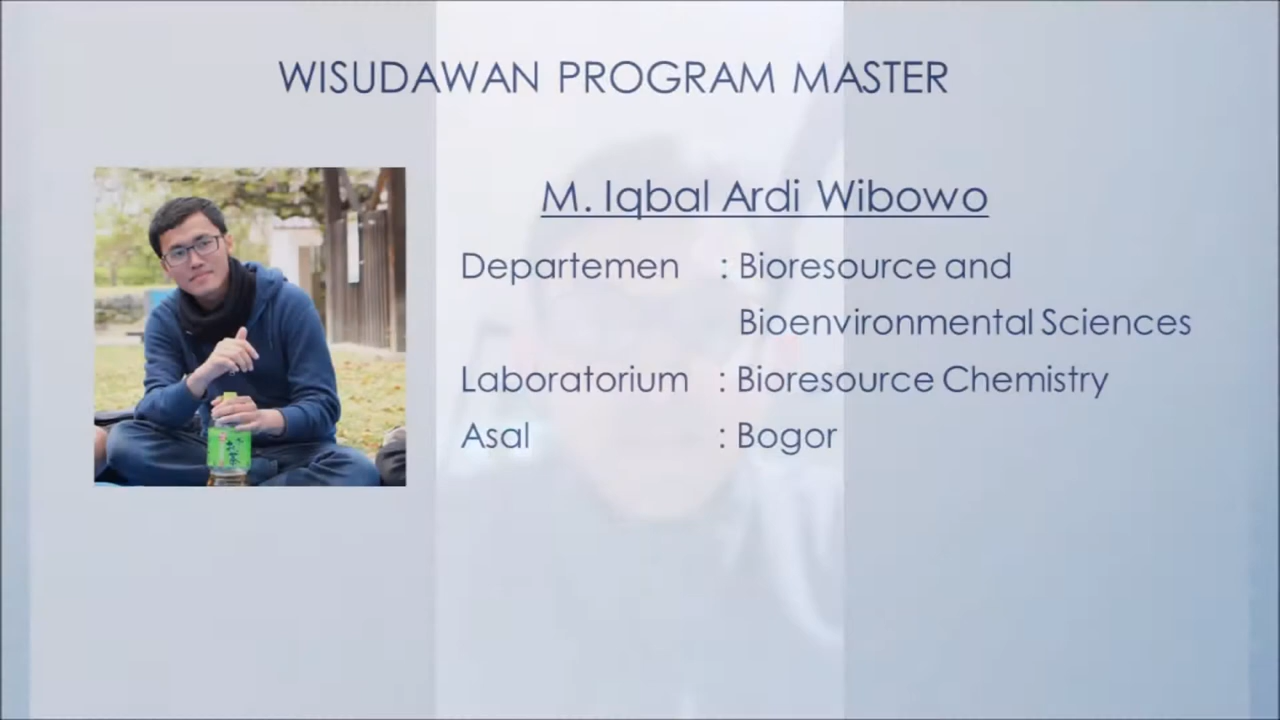 WISUDAWAN PROGRAM MASTER
M. Iqbal Ardi Wibowo
Departemen : Bioresource and
Bioenvironmental Sciences
Laboratorium : Bioresource Chemistry
Asal : Bogor